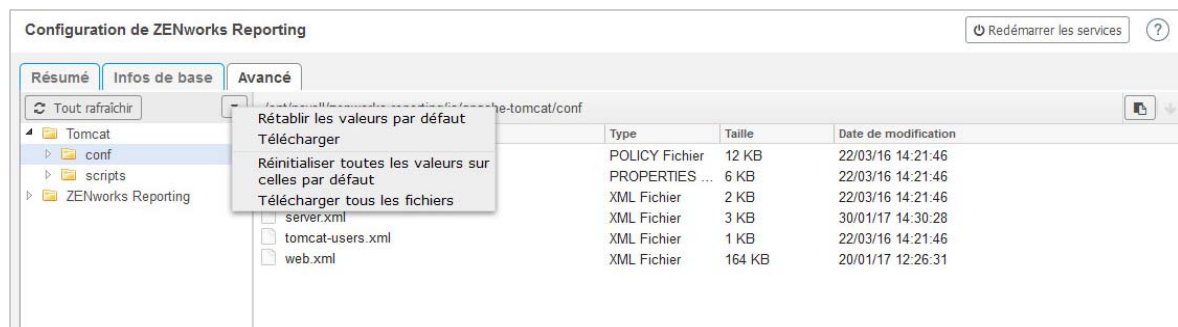 Configuration de ZENworks Reporting
Redémarrer les services
?
Résumé
Infos de base
Avancé
Tout rafraîchir
Rétablir les valeurs par défaut
Télécharger
Réinitialiser toutes les valeurs sur
celles par défaut
Télécharger tous les fichiers
Tomcat
conf
scripts
ZENworks Reporting
Type Taille Date de modification
POLICY Fichier 12 KB 22/03/16 14:21:46
PROPERTIES ... 6 KB 22/03/16 14:21:46
XML Fichier 2 KB 22/03/16 14:21:46
server.xml XML Fichier 3 KB 30/01/17 14:30:28
tomcat-users.xml XML Fichier 1 KB 22/03/16 14:21:46
web.xml XML Fichier 164 KB 20/01/17 12:26:31